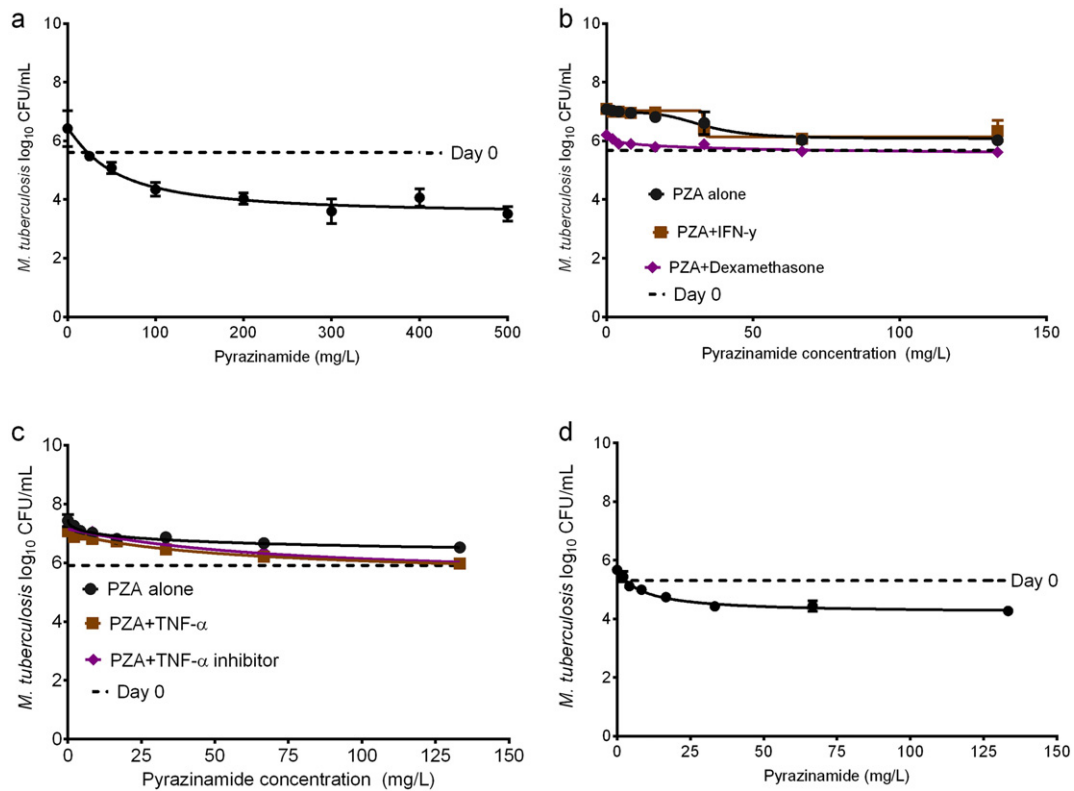 a
M. tuberculosis log10 CFU/mL
10
8
6
4
2
0
Day 0
0 100 200 300 400 500
Pyrazinamide (mg/L)
b
M. tuberculosis log10 CFU/mL
10
8
6
4
2
0
PZA alone
PZA+IFN-y
PZA+Dexamethasone
Day 0
0 50 100 150
Pyrazinamide concentration (mg/L)
c
M. tuberculosis log10 CFU/mL
10
8
6
4
2
0
PZA alone
PZA+TNF-α
PZA+TNF-α inhibitor
Day 0
0 25 50 75 100 125 150
Pyrazinamide concentration (mg/L)
d
M. tuberculosis log10 CFU/mL
10
8
6
4
2
0
Day 0
0 25 50 75 100 125 150
Pyrazinamide (mg/L)